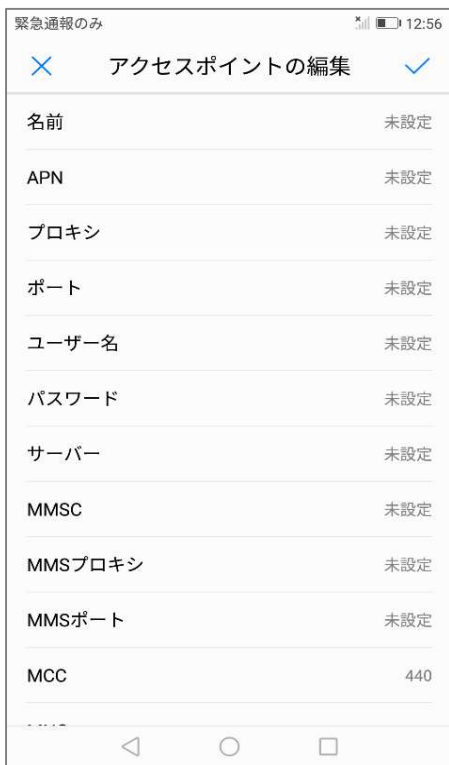 緊急通報のみ 12:56
アクセスポイントの編集
名前 未設定
APN 未設定
プロキシ 未設定
ポート 未設定
ユーザー名 未設定
パスワード 未設定
サーバー 未設定
MMSC 未設定
MMSプロキシ 未設定
MMSポート 未設定
MCC 440